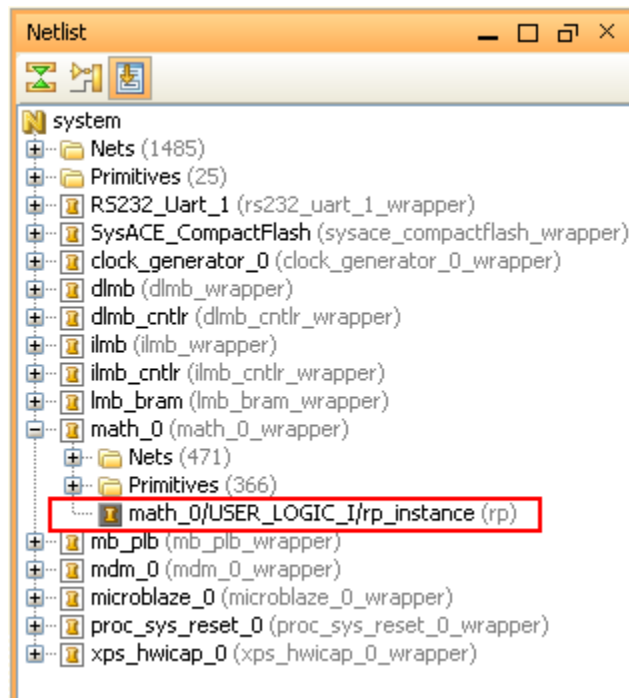 Netlist
system
Nets (1485)
Primitives (25)
RS232_Uart_1 (rs232_uart_1_wrapper)
SysACE_CompactFlash (sysace_compactflash_wrapper)
clock_generator_0 (clock_generator_0_wrapper)
dlmb (dlmb_wrapper)
dlmb_cntlr (dlmb_cntlr_wrapper)
ilmb (ilmb_wrapper)
ilmb_cntlr (ilmb_cntlr_wrapper)
lmb_bram (lmb_bram_wrapper)
math_0 (math_0_wrapper)
Nets (471)
Primitives (366)
math_0/USER_LOGIC_I/rp_instance (rp)
mb_plb (mb_plb_wrapper)
mdm_0 (mdm_0_wrapper)
microblaze_0 (microblaze_0_wrapper)
proc_sys_reset_0 (proc_sys_reset_0_wrapper)
xps_hwicap_0 (xps_hwicap_0_wrapper)